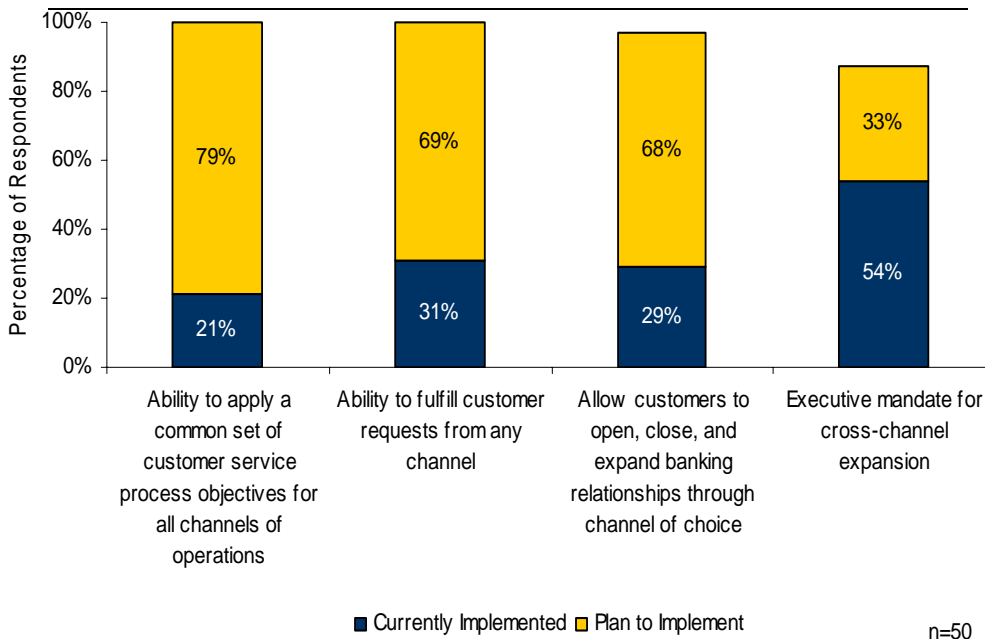 Percentage of Respondents
100%
80%
60%
40%
20%
0%
79%
21%
69%
31%
68%
29%
33%
54%
Ability to apply a
common set of
customer service
process objectives for
all channels of
operations
Ability to fulfill customer
requests from any
channel
Allow customers to
open, close, and
expand banking
relationships through
channel of choice
Executive mandate for
cross-channel
expansion
Currently Implemented Plan to Implement
n=50